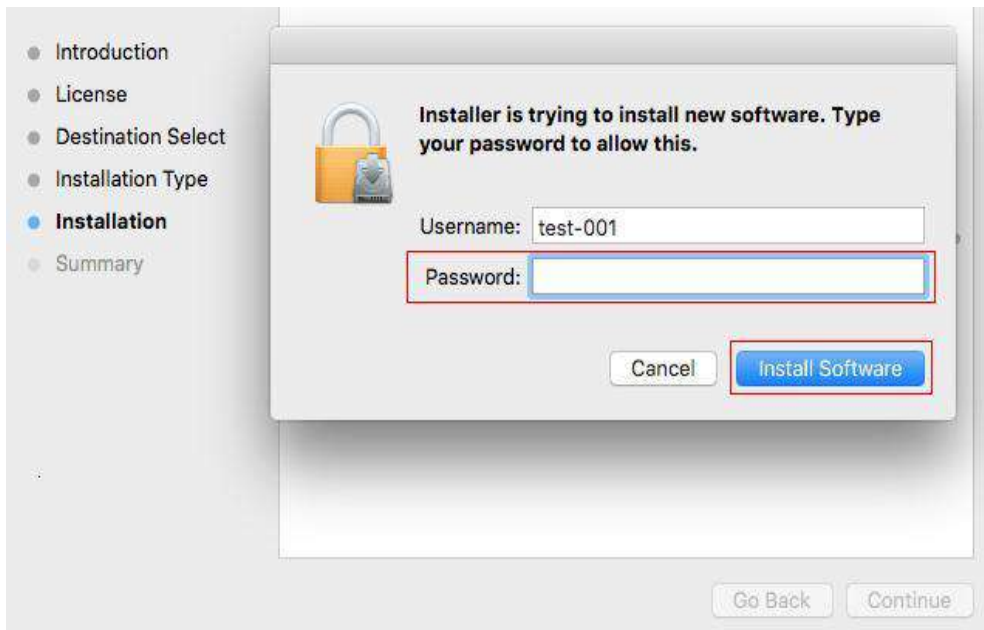 Introduction
License
Destination Select
Installation Type
Installation
Summary
Installer is trying to install new software. Type
your password to allow this.
Username: test-001
Password:
Cancel Install Software
Go Back Continue